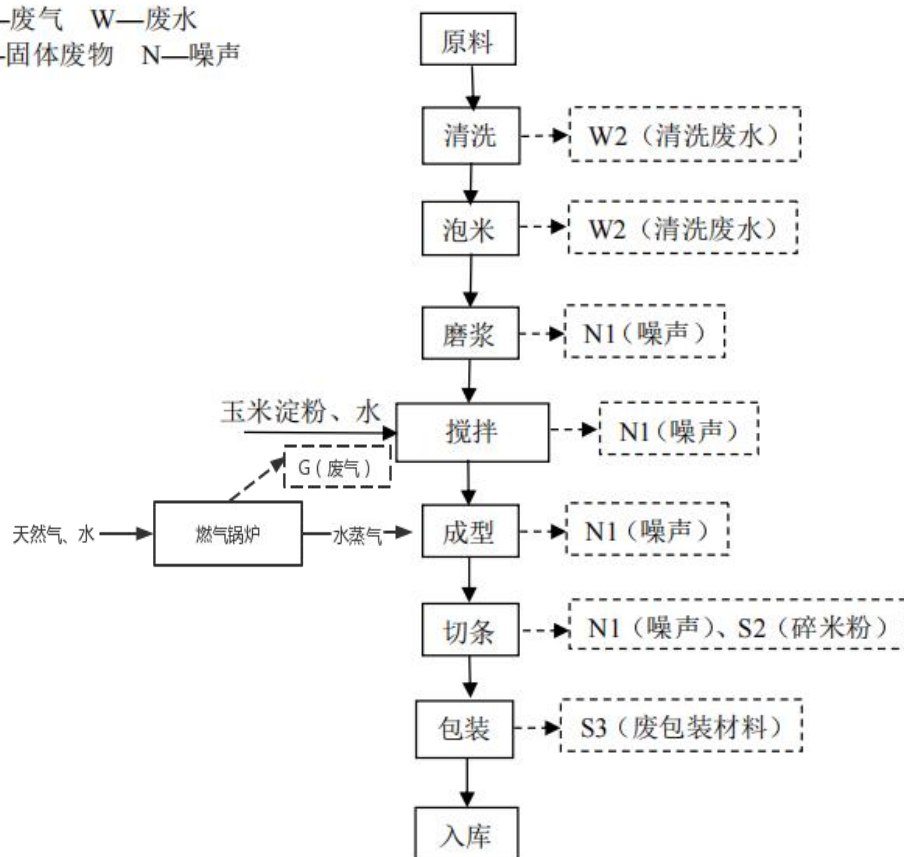 —废气 W—废水
—固体废物 N—噪声
原料
清洗
W2（清洗废水）
泡米
W2（清洗废水）
磨浆
N1（噪声）
玉米淀粉、水
搅拌
N1（噪声）
G（废气）
天然气、水
燃气锅炉
水蒸气
成型
N1（噪声）
切条
N1（噪声）、S2（碎米粉）
包装
S3（废包装材料）
入库